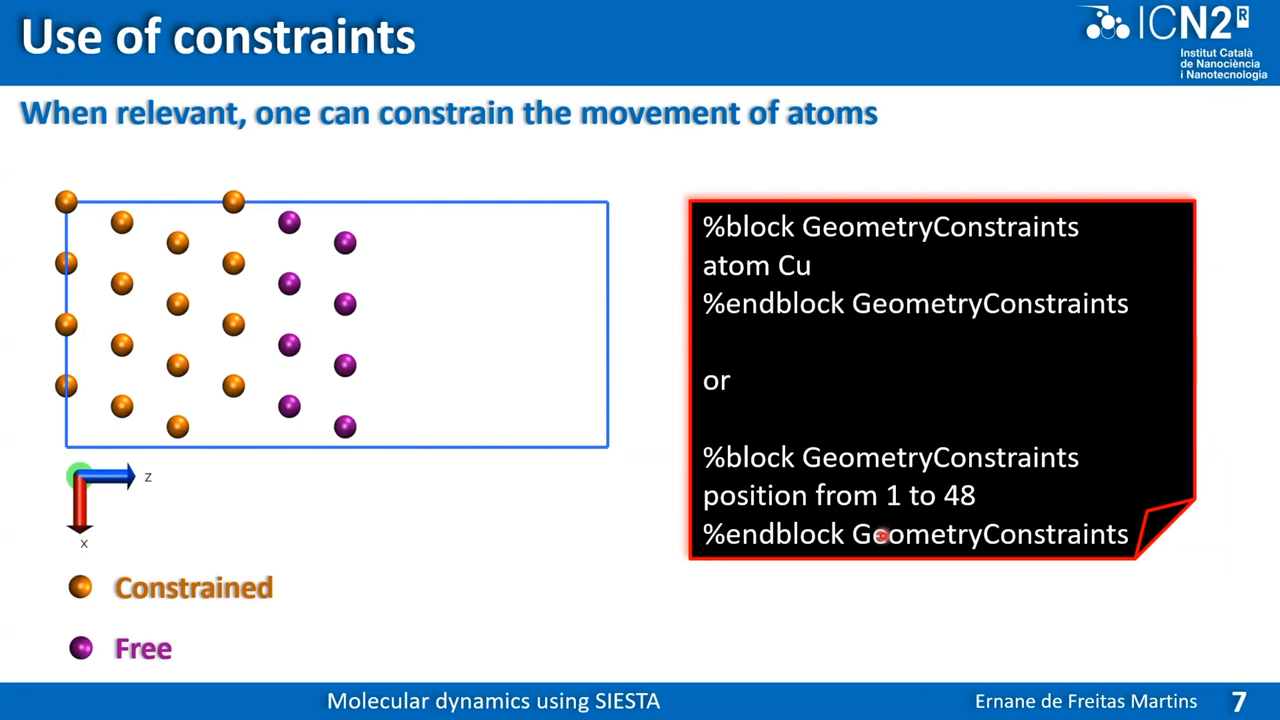 Use of constraints
ICN2
R
Institut Català
de Nanociència
i Nanotecnologia
When relevant, one can constrain the movement of atoms
%block GeometryConstraints
atom Cu
%endblock GeometryConstraints
or
%block GeometryConstraints
position from 1 to 48
%endblock GeometryConstraints
z
x
Constrained
Free
Molecular dynamics using SIESTA
Ernane de Freitas Martins
7